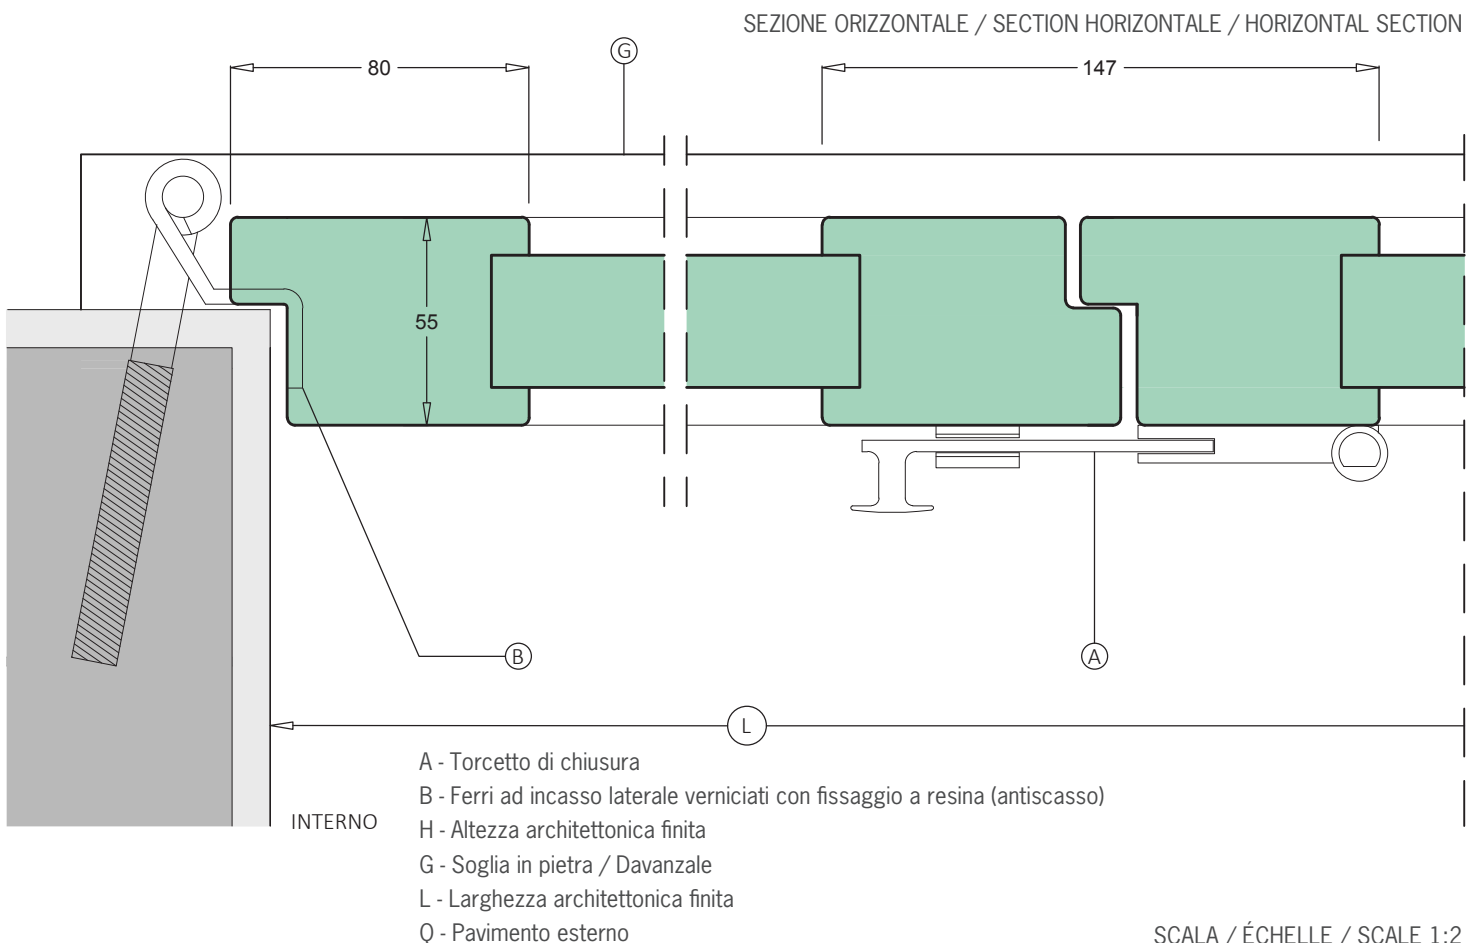 SEZIONE ORIZZONTALE / SECTION HORIZONTALE / HORIZONTAL SECTION
G
80
147
55
B
A
L
A - Torcetto di chiusura
B - Ferri ad incasso laterale verniciati con fissaggio a resina (antiscasso)
INTERNO
H - Altezza architettonica finita
G - Soglia in pietra / Davanzale
L - Larghezza architettonica finita
Q - Pavimento esterno
SCALA / ÉCHELLE / SCALE 1:2